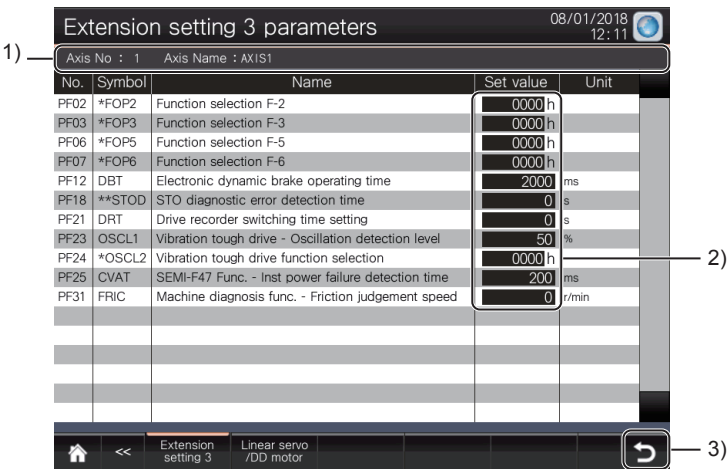 Extension setting 3 parameters
08/01/2018
12:11
1)
Axis No : 1 Axis Name : AXIS1
No. Symbol Name Set value Unit
PF02 *FOP2 Function selection F-2 0000 h
PF03 *FOP3 Function selection F-3 0000 h
PF06 *FOP5 Function selection F-5 0000 h
PF07 *FOP6 Function selection F-6 0000 h
PF12 DBT Electronic dynamic brake operating time 2000 ms
PF18 **STOD STO diagnostic error detection time 0 s
PF21 DRT Drive recorder switching time setting 0 s
PF23 OSCL1 Vibration tough drive - Oscillation detection level 50 %
PF24 *OSCL2 Vibration tough drive function selection 0000 h
2)
PF25 CVAT SEMI-F47 Func. - Inst power failure detection time 200 ms
PF31 FRIC Machine diagnosis func. - Friction judgement speed 0 r/min
<<
Extension
setting 3
Linear servo
/DD motor
3)